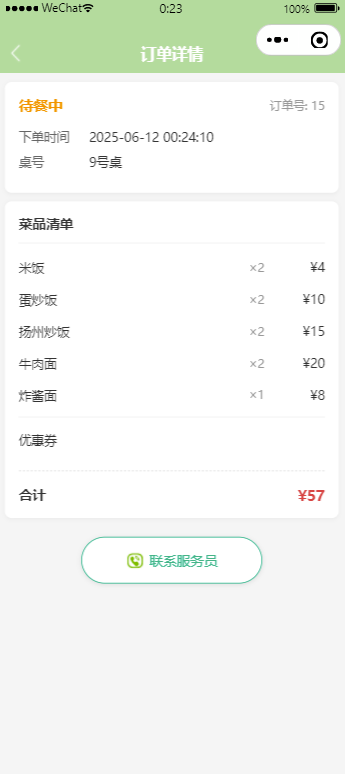 WeChat 0:23 100%
订单详情
待餐中 订单号: 15
下单时间 2025-06-12 00:24:10
桌号 9号桌
菜品清单
米饭 ×2 ¥4
蛋炒饭 ×2 ¥10
扬州炒饭 ×2 ¥15
牛肉面 ×2 ¥20
炸酱面 ×1 ¥8
优惠券
合计 ¥57
联系服务员